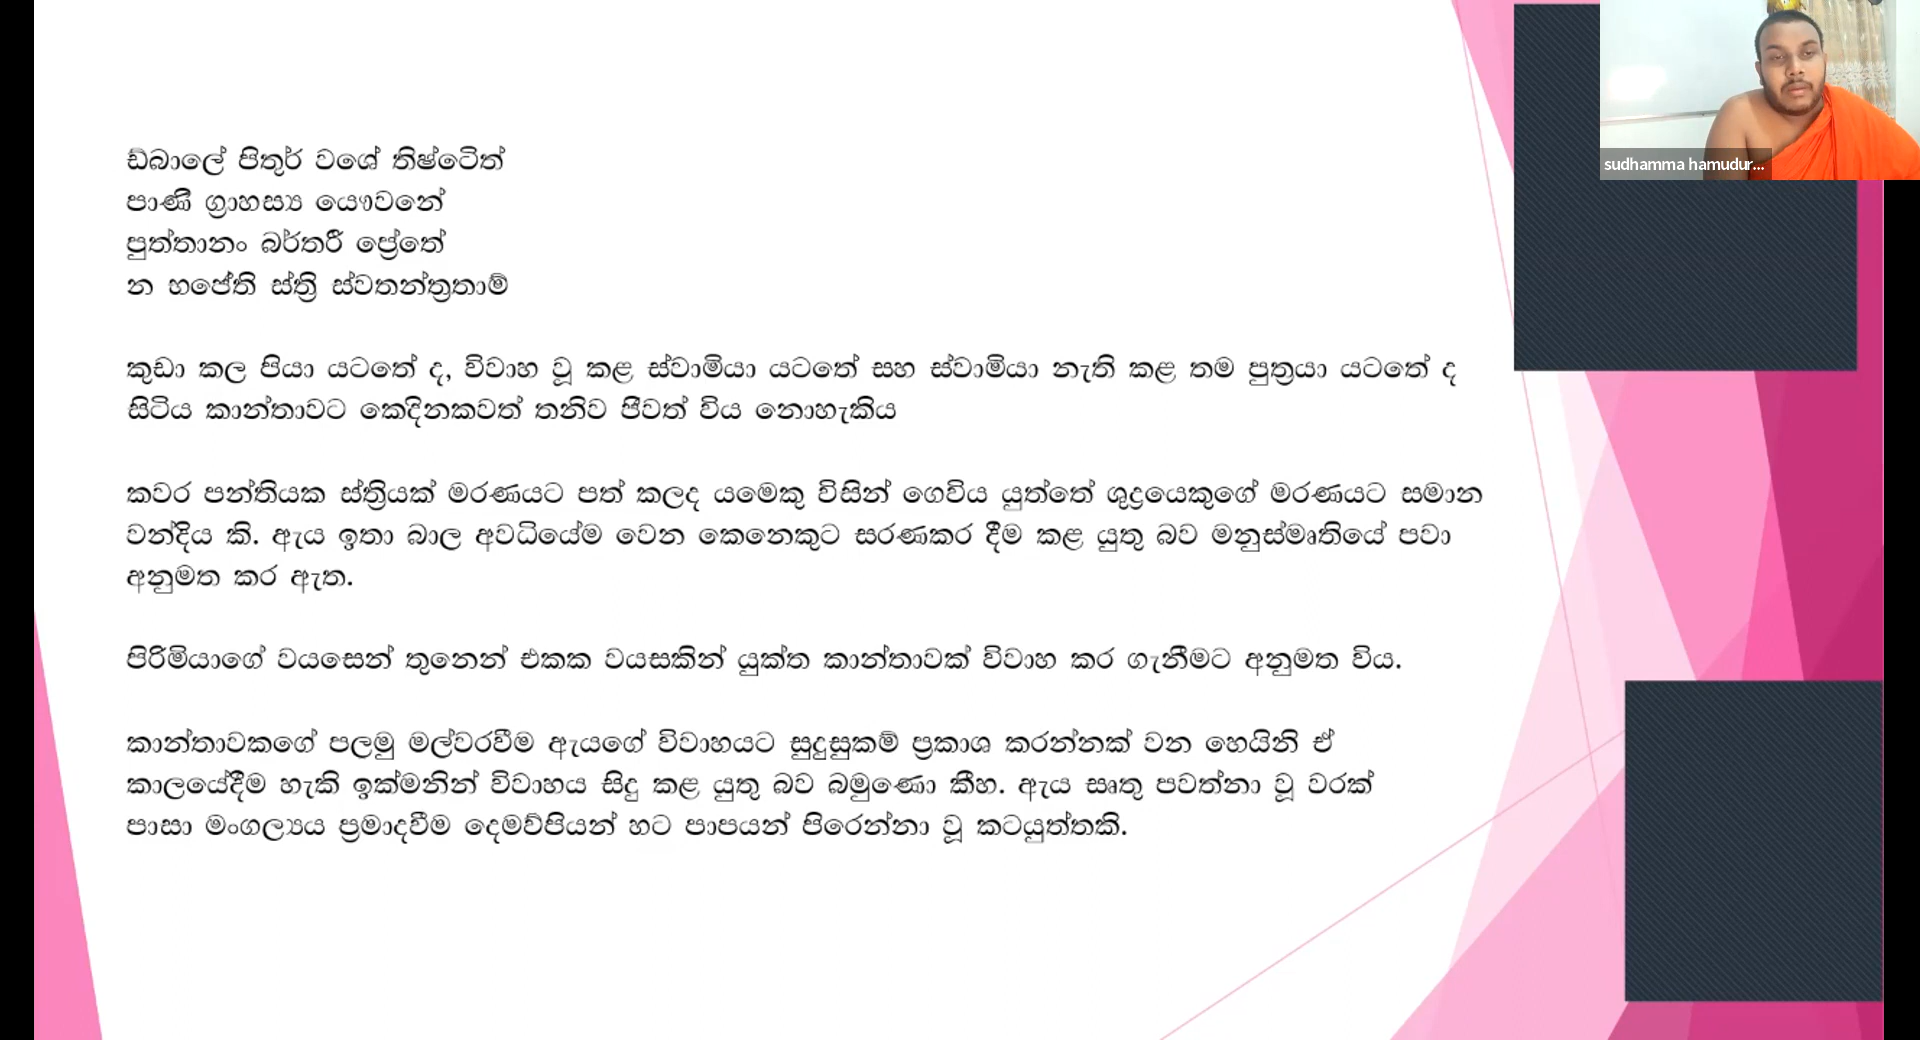 ඩ්බාලේ පිතුර් වශේ තිෂ්ටෙිත්
පාණි ග්‍රාහස්‍ය යෞවනේ
පුත්තානං බර්තරී ප්‍රේතේ
න භජේති ස්ත්‍රි ස්වතන්ත්‍රතාම්
කුඩා කල පියා යටතේ ද, විවාහ වූ කළ ස්වාමියා යටතේ සහ ස්වාමියා නැති කළ තම පුත්‍රයා යටතේ ද
සිටිය කාන්තාවට කෙදිනකවත් තනිව ජීවත් විය නොහැකිය
කවර පන්තියක ස්ත්‍රියක් මරණයට පත් කලද යමෙකු විසින් ගෙවිය යුත්තේ ශුද්‍රයෙකුගේ මරණයට සමාන
වන්දිය කි. ඇය ඉතා බාල අවධියේම වෙන කෙනෙකුට සරණකර දීම කළ යුතු බව මනුස්මෘතියේ පවා
අනුමත කර ඇත.
පිරිමියාගේ වයසෙන් තුනෙන් එකක වයසකින් යුක්ත කාන්තාවක් විවාහ කර ගැනීමට අනුමත විය.
කාන්තාවකගේ පලමු මල්වරවීම ඇයගේ විවාහයට සුදුසුකම් ප්‍රකාශ කරන්නක් වන හෙයිනි ඒ
කාලයේදීම හැකි ඉක්මනින් විවාහය සිදු කළ යුතු බව බමුණො කීහ. ඇය සෘතු පවත්නා වූ වරක්
පාසා මංගල්‍යය ප්‍රමාදවීම දෙමව්පියන් හට පාපයන් පිරෙන්නා වූ කටයුත්තකි.
sudhamma hamudur...